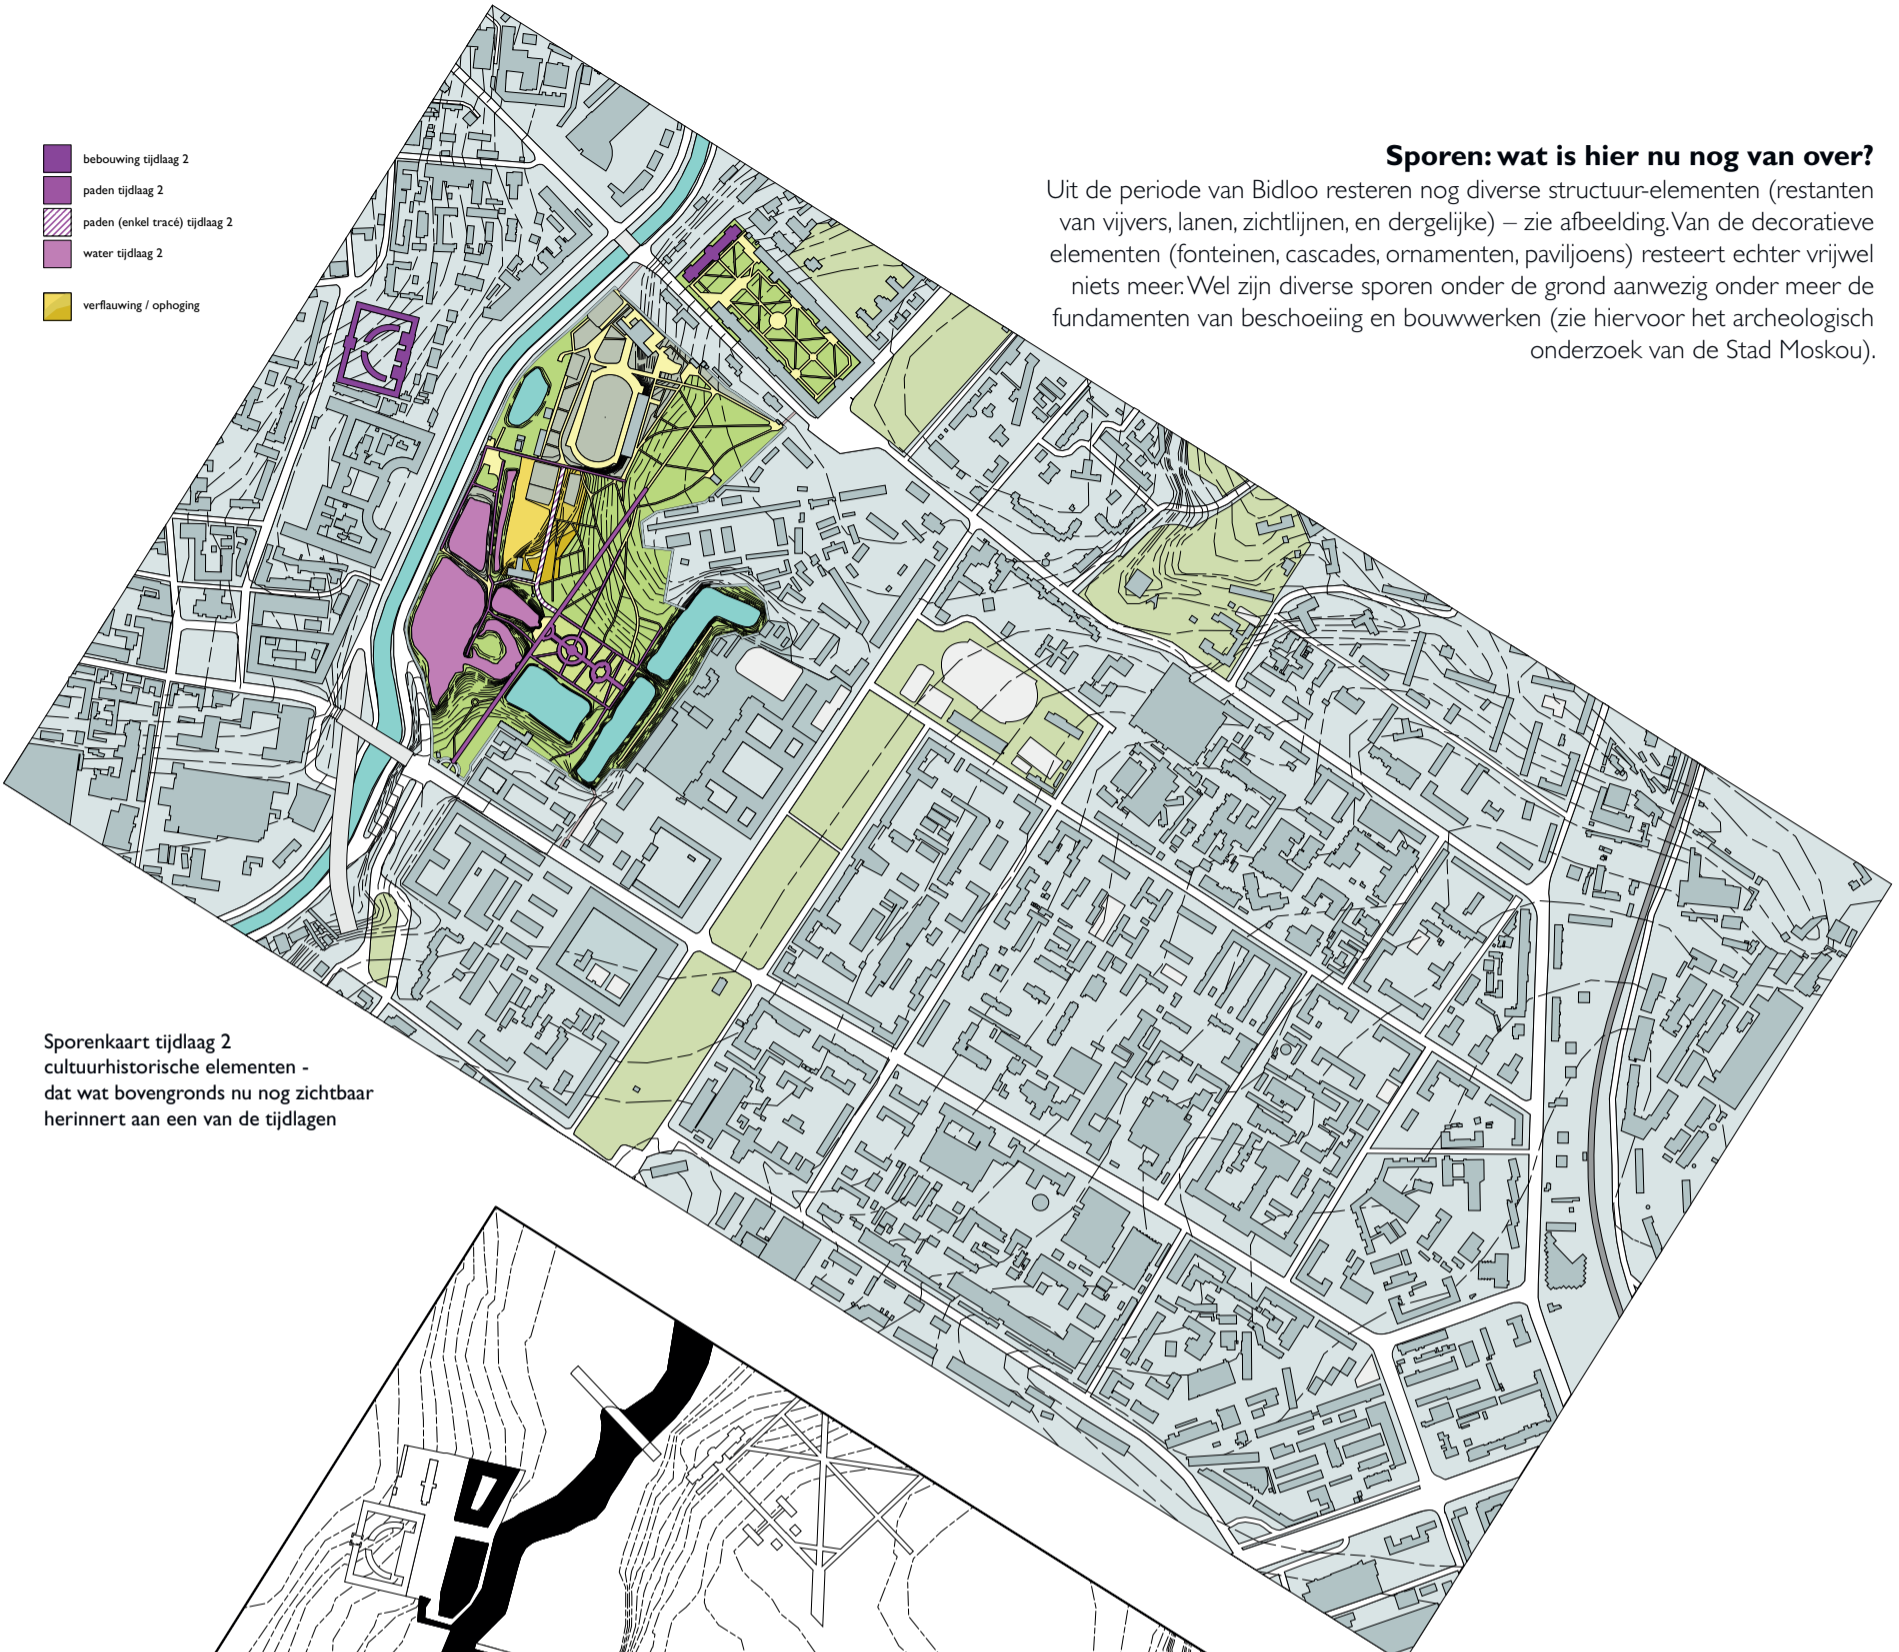 bebouwing tijdlaag 2
paden tijdlaag 2
paden (enkel tracé) tijdlaag 2
water tijdlaag 2
verflauwing / ophoging
Sporen: wat is hier nu nog van over?
Uit de periode van Bidloo resteren nog diverse structuur-elementen (restanten
van vijvers, lanen, zichtlijnen, en dergelijke) – zie afbeelding. Van de decoratieve
elementen (fonteinen, cascades, ornamenten, paviljoens) resteert echter vrijwel
niets meer. Wel zijn diverse sporen onder de grond aanwezig onder meer de
fundamenten van beschoeiing en bouwwerken (zie hiervoor het archeologisch
onderzoek van de Stad Moskou).
Sporenkaart tijdlaag 2
cultuurhistorische elementen -
dat wat bovengronds nu nog zichtbaar
herinnert aan een van de tijdlagen